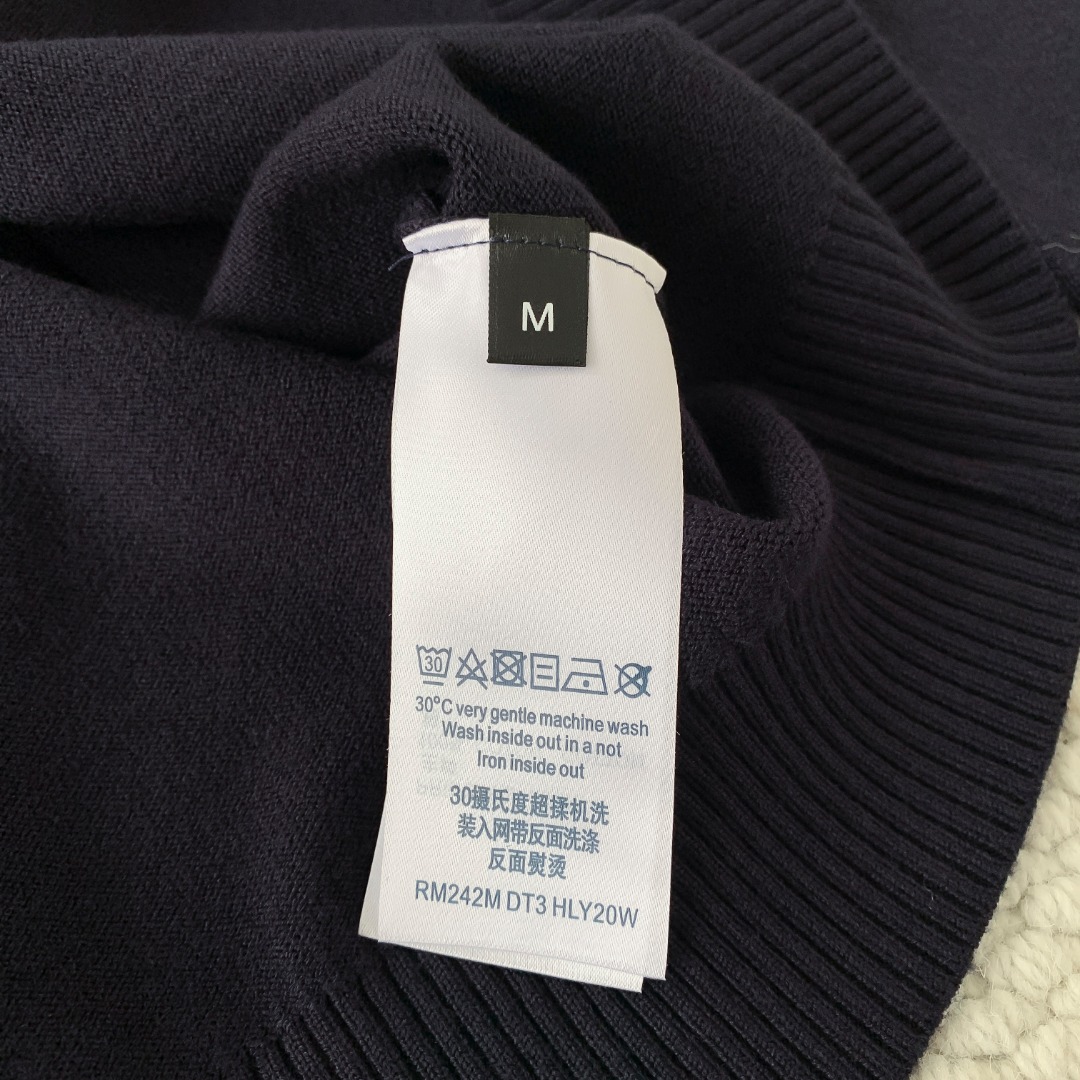 M
30
30°C very gentle machine wash
Wash inside out in a not
Iron inside out
30摄氏度超揉机洗
装入网带反面洗涤
反面熨烫
RM242M DT3 HLY20W